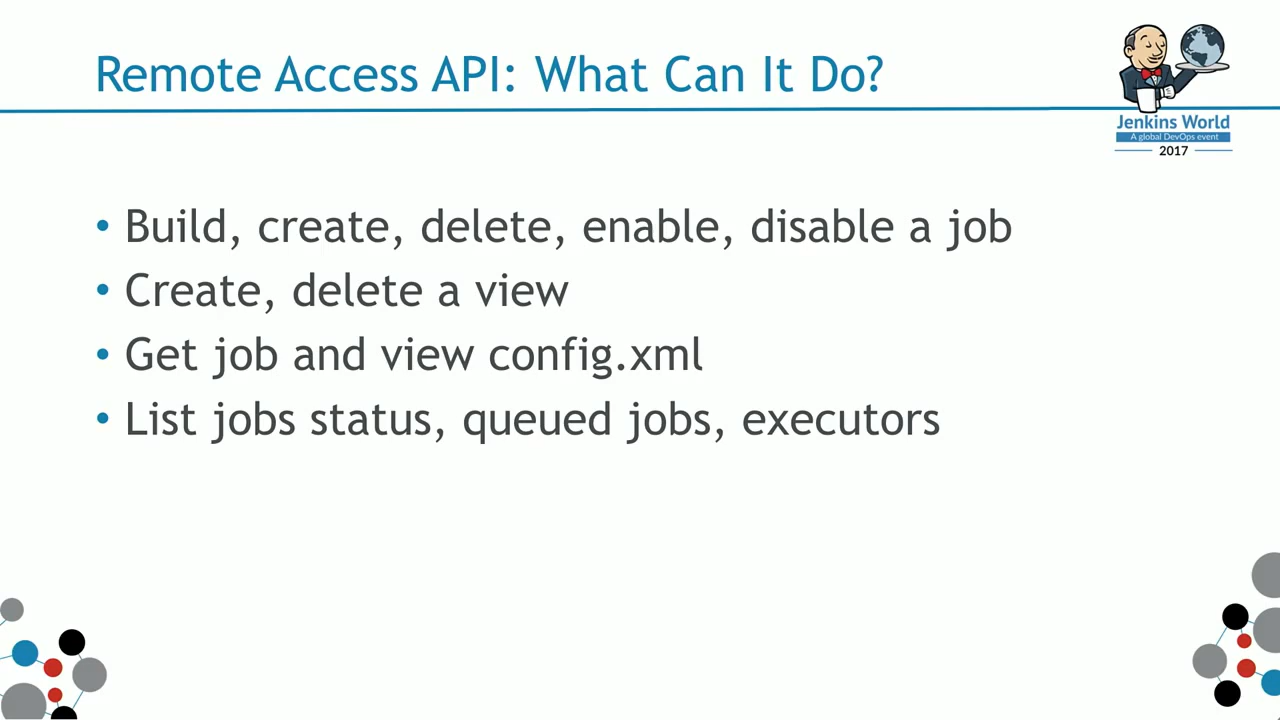 Remote Access API: What Can It Do?
Jenkins World
A global DevOps event
2017
• Build, create, delete, enable, disable a job
• Create, delete a view
• Get job and view config.xml
• List jobs status, queued jobs, executors